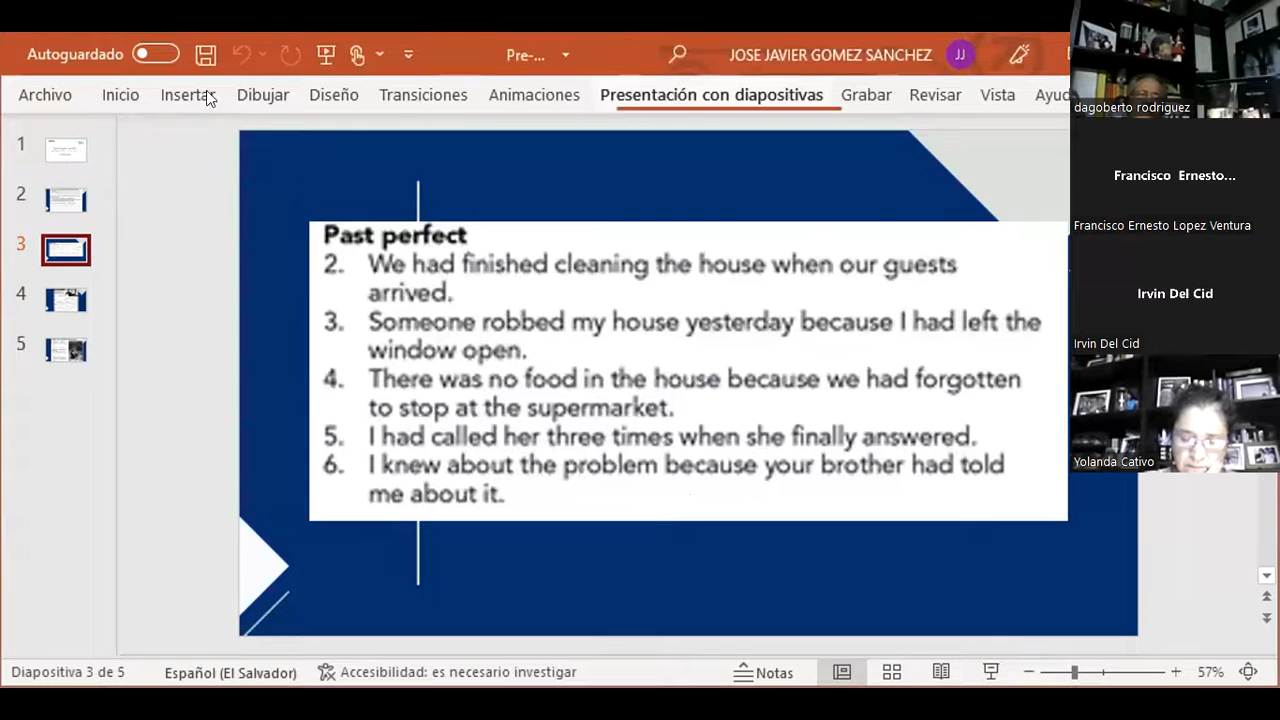 Autoguardado
Pre-...
JOSE JAVIER GOMEZ SANCHEZ
JJ
Archivo
Inicio
Insertar
Dibujar
Diseño
Transiciones
Animaciones
Presentación con diapositivas
Grabar
Revisar
Vista
Ayud
1
2
3
4
5
Past perfect
2. We had finished cleaning the house when our guests
arrived.
3. Someone robbed my house yesterday because I had left the
window open.
4. There was no food in the house because we had forgotten
to stop at the supermarket.
5. I had called her three times when she finally answered.
6. I knew about the problem because your brother had told
me about it.
dagoberto rodriguez
Francisco Ernesto...
Francisco Ernesto Lopez Ventura
Irvin Del Cid
Irvin Del Cid
Yolanda Cativo
Diapositiva 3 de 5
Español (El Salvador)
Accesibilidad: es necesario investigar
Notas
57%